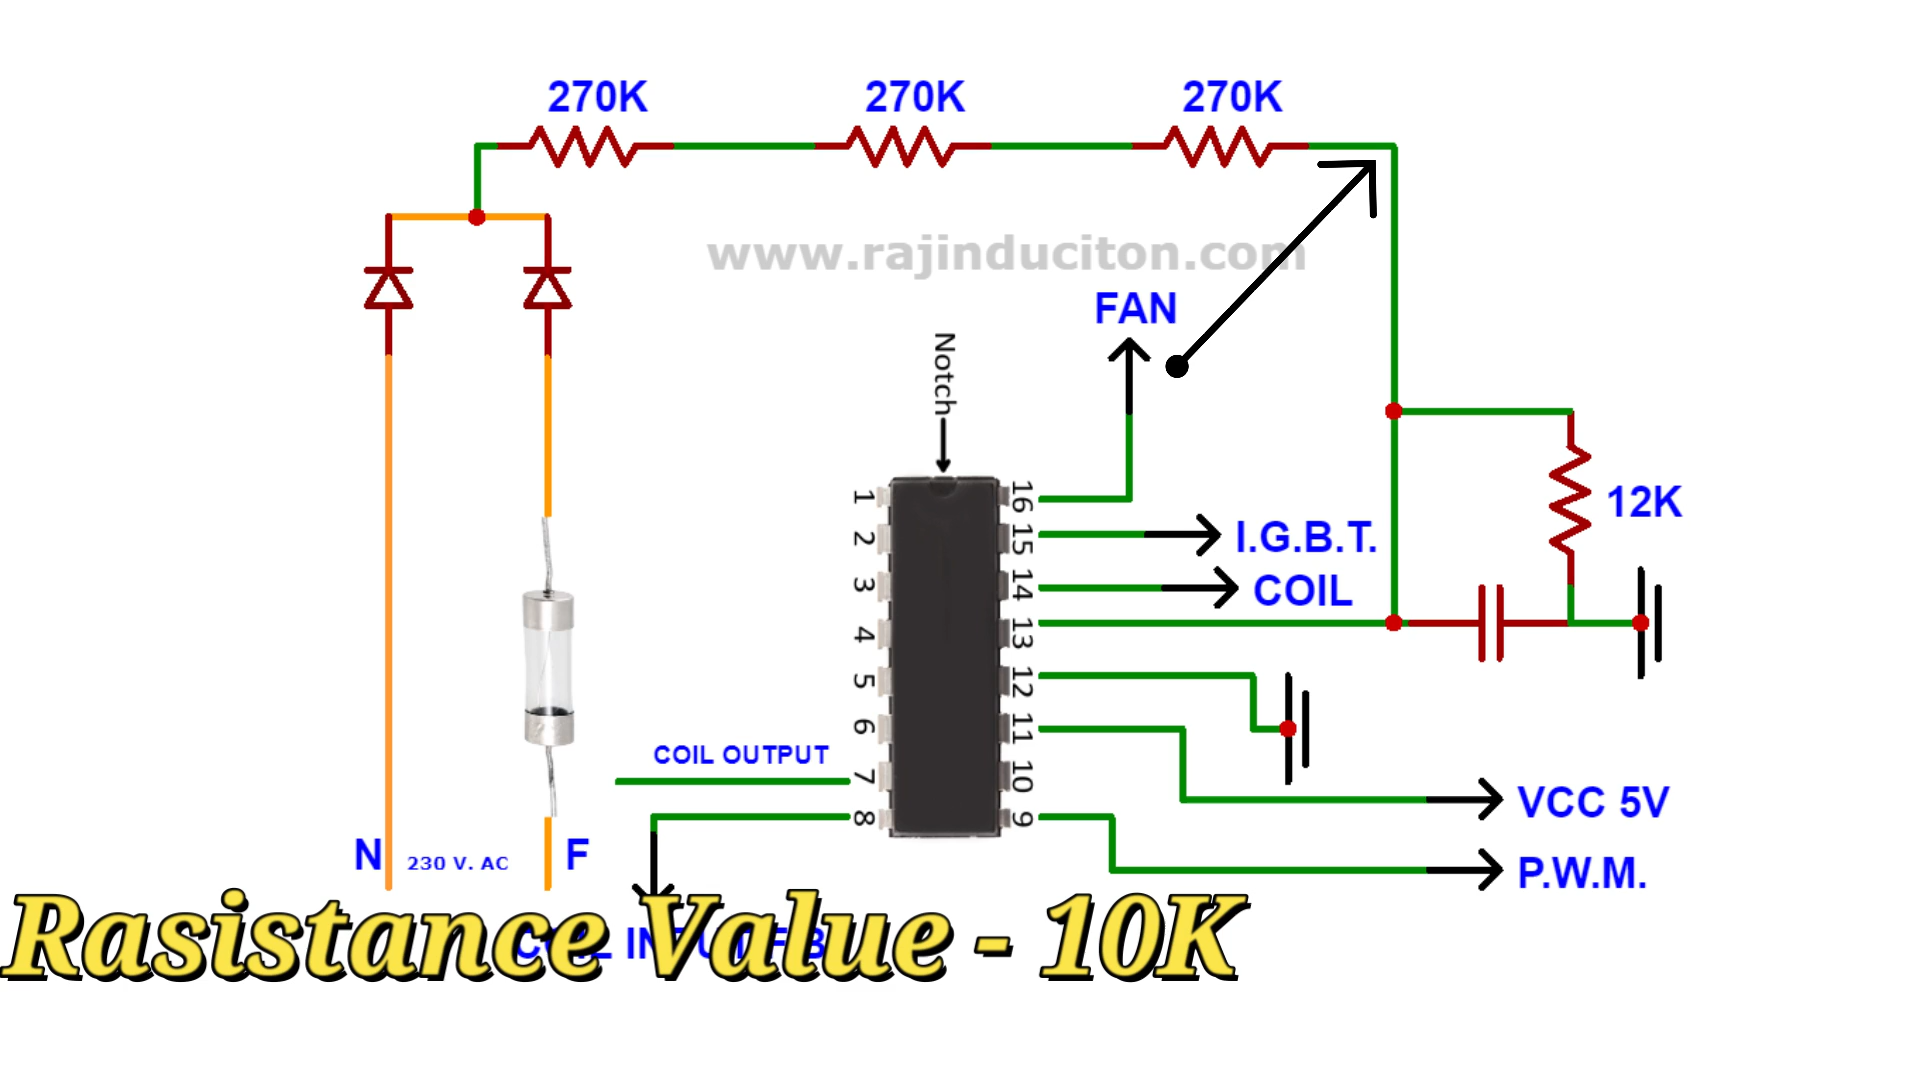 270K 270K 270K
www.rajinduciton.com
FAN
Notch
1 16
2 15 I.G.B.T.
3 14 COIL
12K
4 13
5 12
6 11
COIL OUTPUT
7 10
VCC 5V
8 9
N 230 V. AC F
P.W.M.
Rasistance Value - 10K